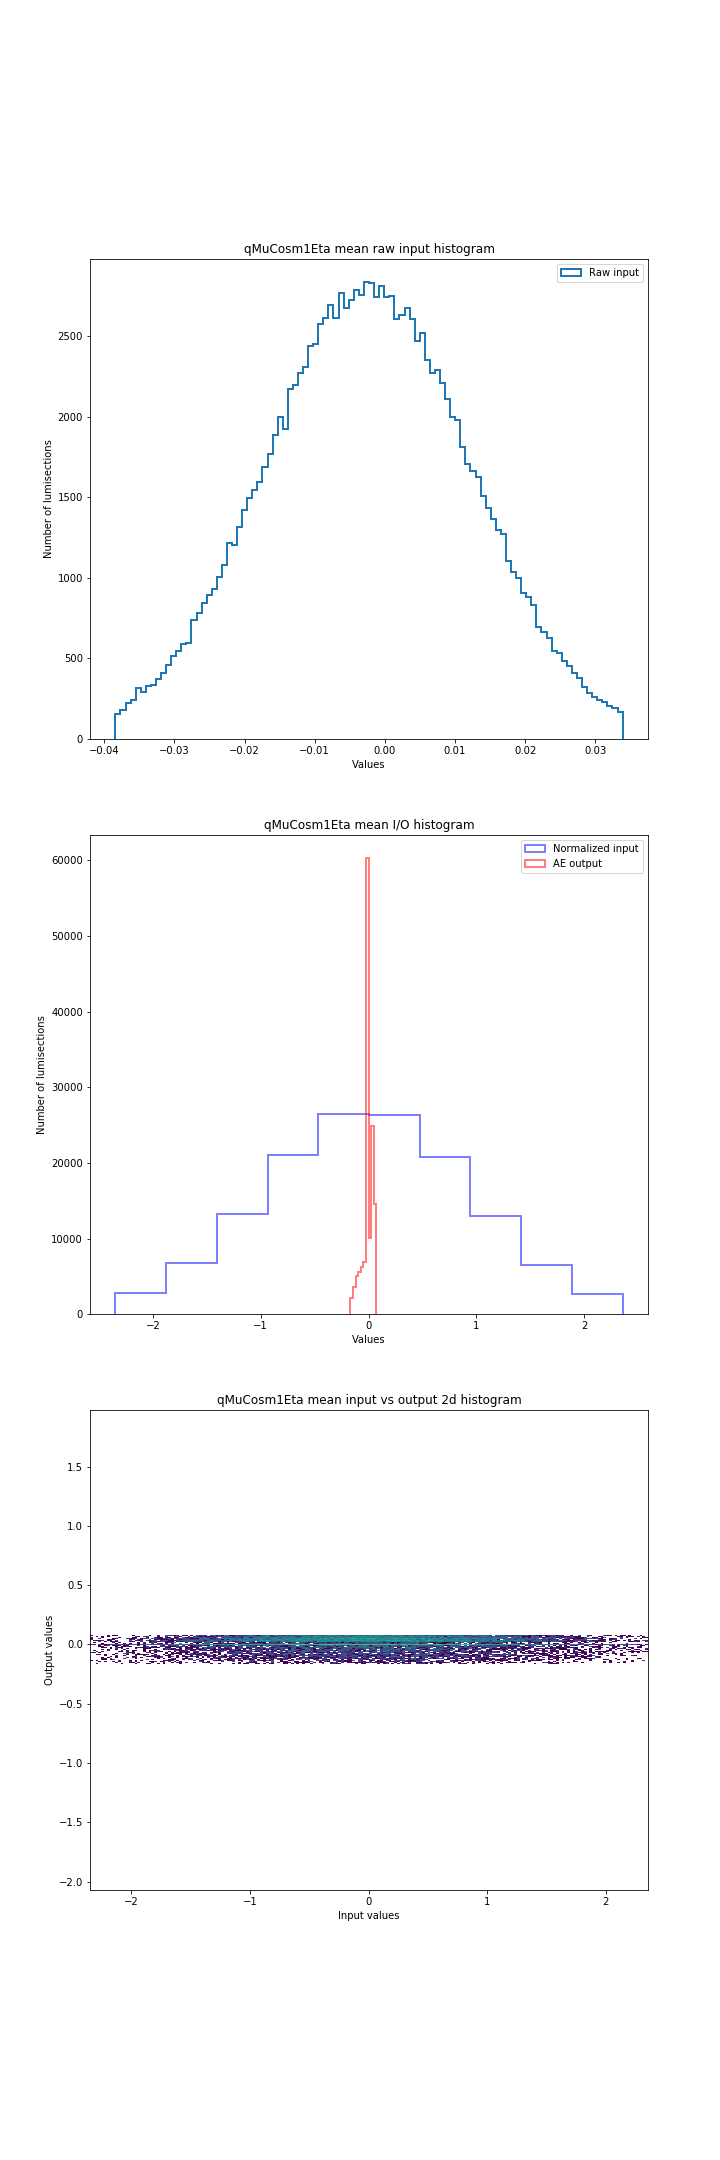 qMuCosm1Eta mean raw input histogram
Raw input
2500
2000
1500
1000
500
0
Number of lumisections
−0.04 −0.03 −0.02 −0.01 0.00 0.01 0.02 0.03
Values
qMuCosm1Eta mean I/O histogram
Normalized input
AE output
60000
50000
40000
30000
20000
10000
0
Number of lumisections
−2 −1 0 1 2
Values
qMuCosm1Eta mean input vs output 2d histogram
1.5
1.0
0.5
0.0
−0.5
−1.0
−1.5
−2.0
Output values
−2 −1 0 1 2
Input values